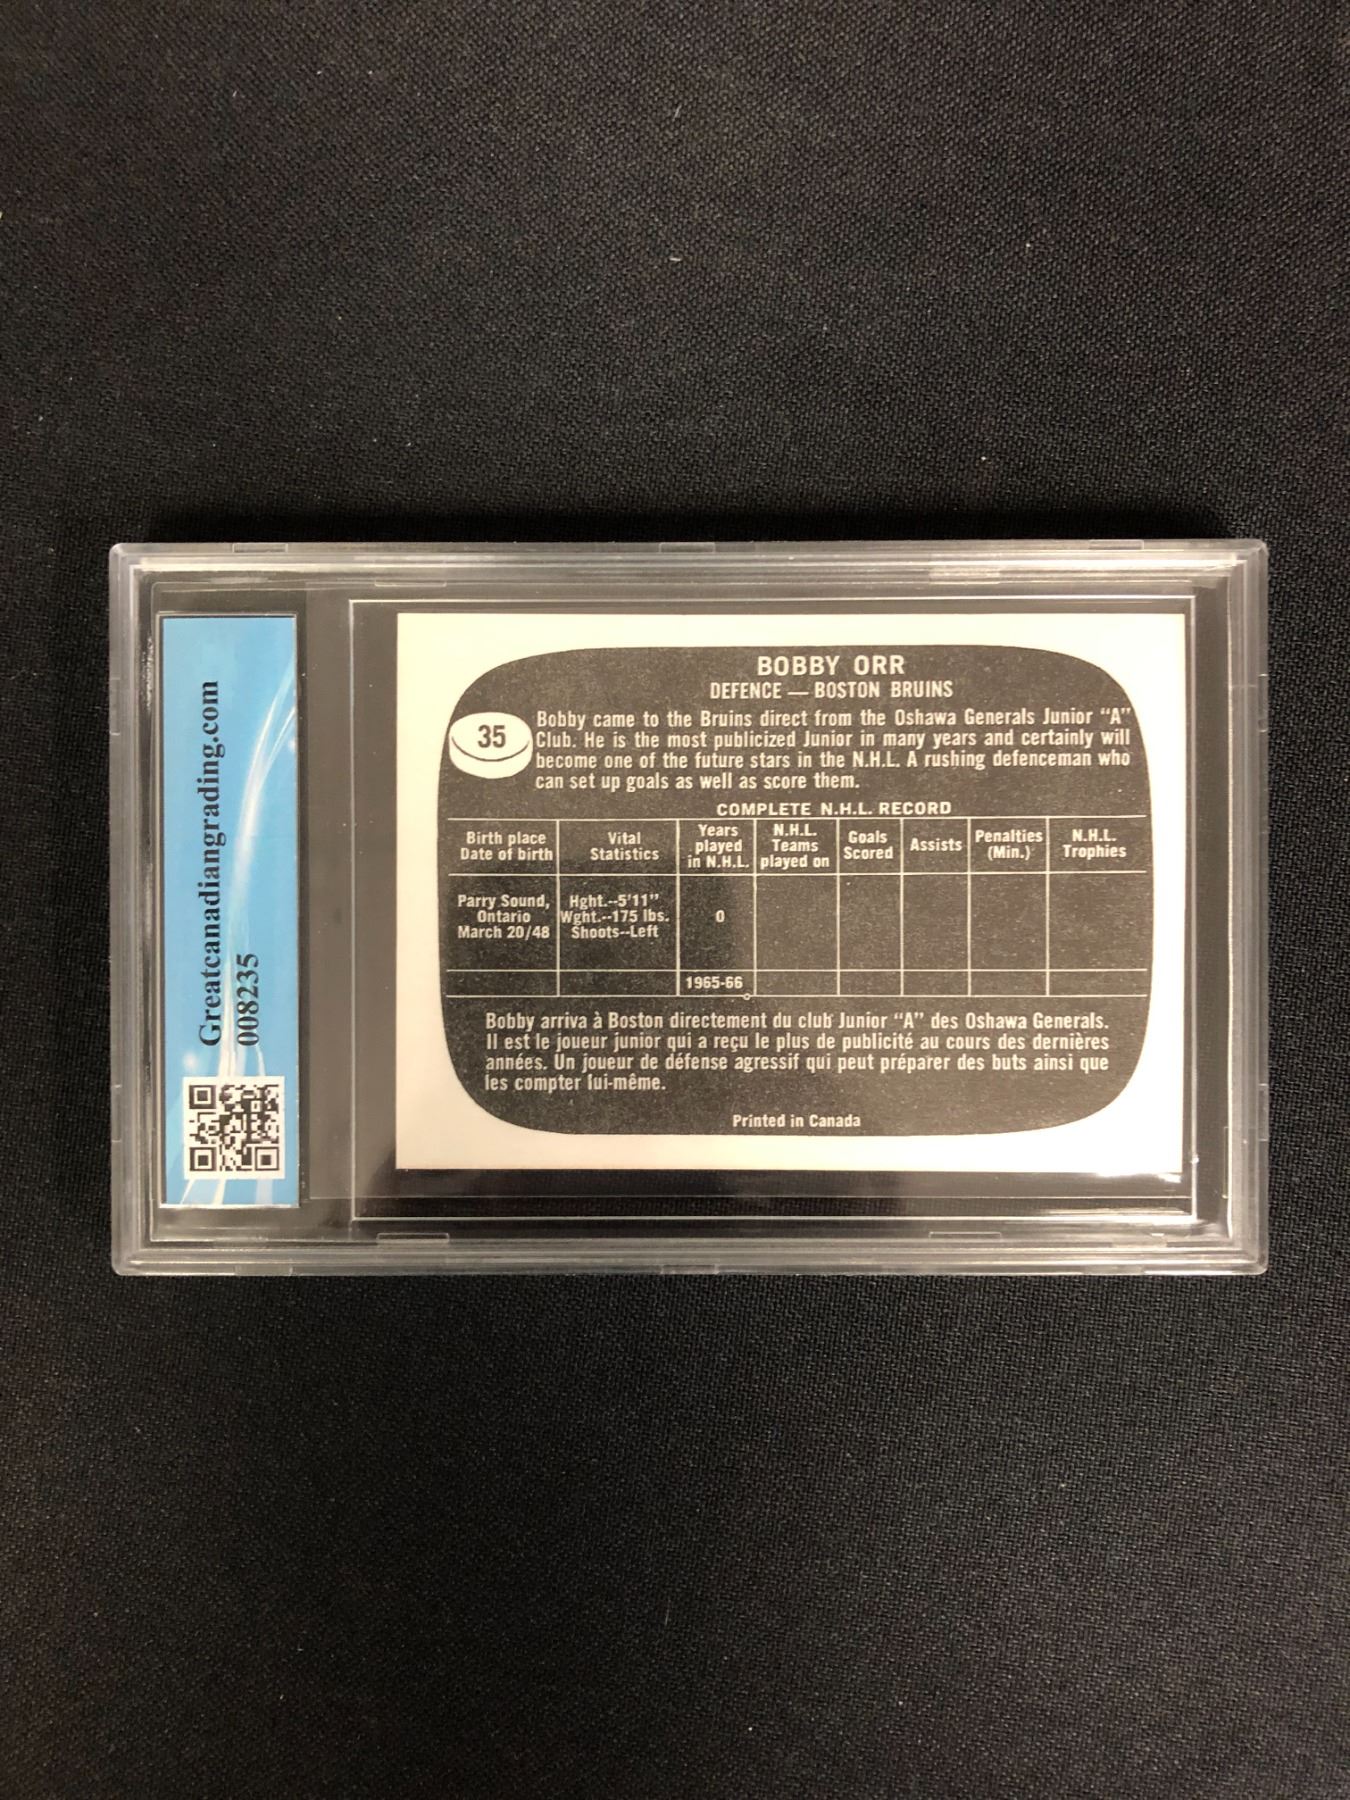 Greatcanadiangrading.com
008235
BOBBY ORR
DEFENCE — BOSTON BRUINS
35
Bobby came to the Bruins direct from the Oshawa Generals Junior “A”
Club. He is the most publicized Junior in many years and certainly will
become one of the future stars in the N.H.L. A rushing defenceman who
can set up goals as well as score them.
COMPLETE N.H.L. RECORD
Birth place
Date of birth
Vital
Statistics
Years
played
in N.H.L.
N.H.L.
Teams
played on
Goals
Scored
Assists
Penalties
(Min.)
N.H.L.
Trophies
Parry Sound,
Ontario
March 20/48
Hght.--5'11"
Wght.--175 lbs.
Shoots--Left
0
1965-66
Bobby arriva à Boston directement du club Junior “A” des Oshawa Generals.
Il est le joueur junior qui a reçu le plus de publicité au cours des dernières
années. Un joueur de défense agressif qui peut préparer des buts ainsi que
les compter lui-même.
Printed in Canada